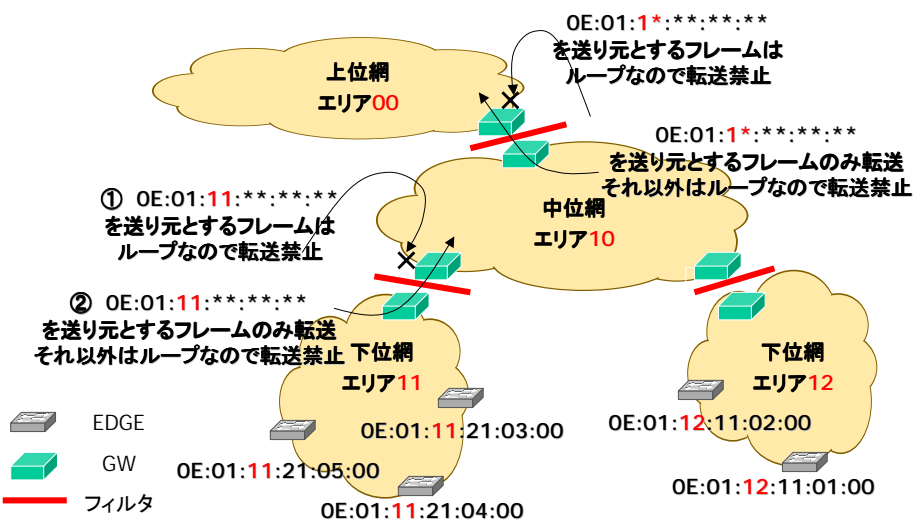 0E:01:1*:**:**:**
を送り元とするフレームは
ループなので転送禁止
上位網
エリア00
0E:01:1*:**:**:**
を送り元とするフレームのみ転送
それ以外はループなので転送禁止
① 0E:01:11:**:**:**
を送り元とするフレームは
ループなので転送禁止
中位網
エリア10
② 0E:01:11:**:**:**
を送り元とするフレームのみ転送
それ以外はループなので転送禁止
下位網
エリア11
下位網
エリア12
EDGE
GW
フィルタ
0E:01:11:21:03:00
0E:01:11:21:05:00
0E:01:11:21:04:00
0E:01:12:11:02:00
0E:01:12:11:01:00